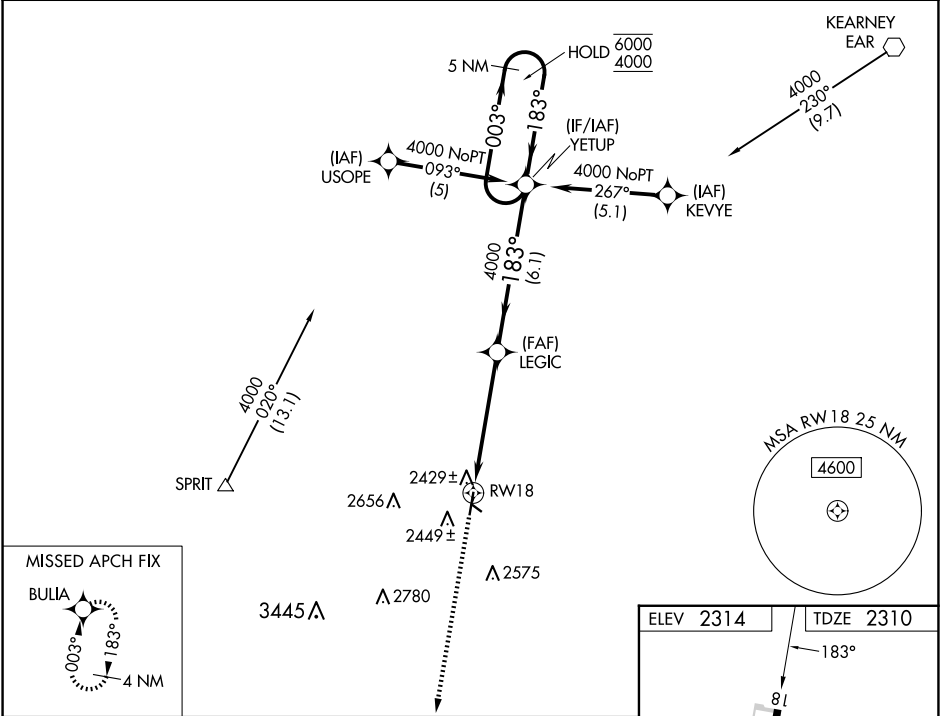 KEARNEY
EAR
4000
230°
(9.7)
HOLD 6000
4000
5 NM
003°
183°
(IF/IAF)
YETUP
(IAF)
USOPE
4000 NoPT
093°
(5)
4000 NoPT
267°
(5.1)
(IAF)
KEVYE
4000
183°
(6.1)
(FAF)
LEGIC
4000
020°
(13.1)
SPRIT
MSA RW18 25 NM
4600
2429±
RW18
2656
2449±
2575
2780
3445
MISSED APCH FIX
BULIA
003°
183°
4 NM
ELEV 2314
TDZE 2310
183°
18